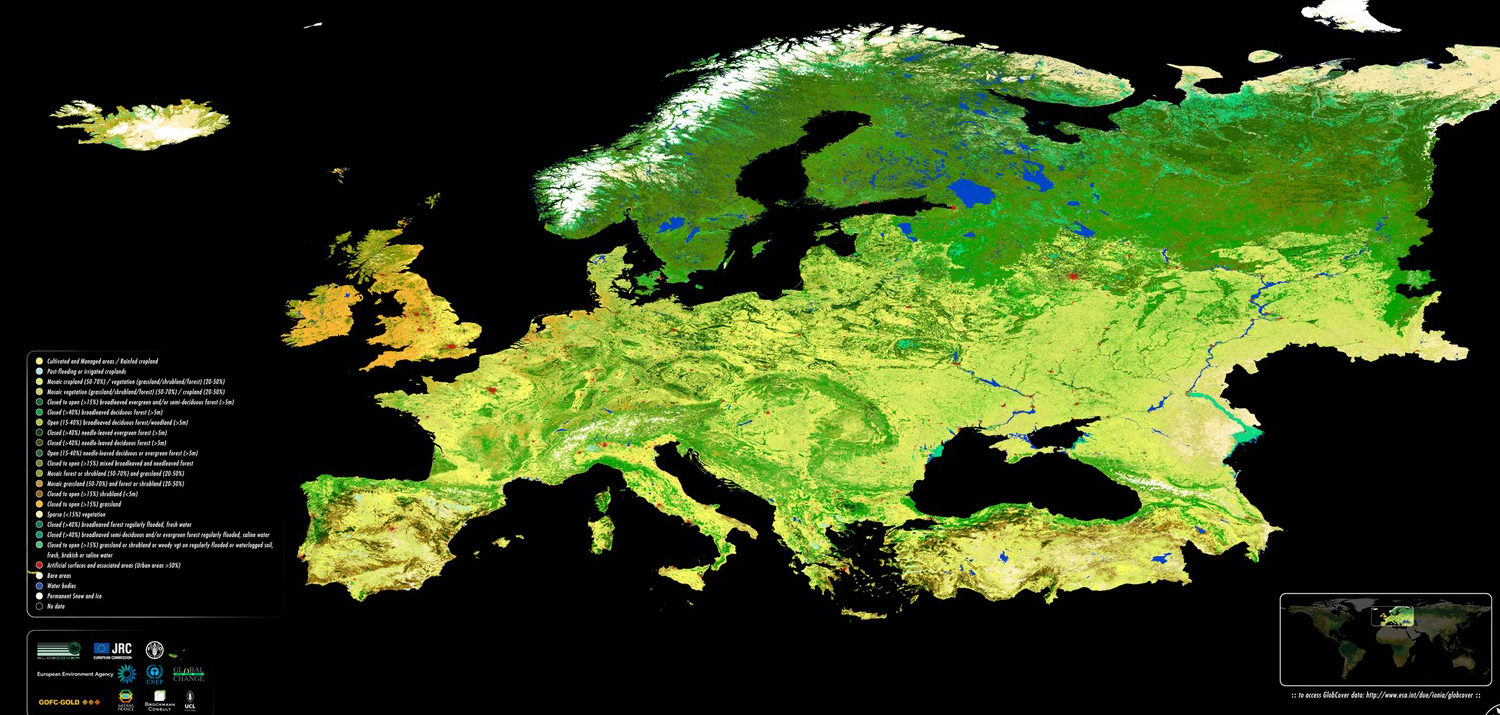 Cultivated and Managed areas / Rainfed cropland
Post-flooding or irrigated croplands
Mosaic cropland (50-70%) / vegetation (grassland/shrubland/forest) (20-50%)
Mosaic vegetation (grassland/shrubland/forest) (50-70%) / cropland (20-50%)
Closed to open (>15%) broadleaved evergreen and/or semi-deciduous forest (>5m)
Closed (>40%) broadleaved deciduous forest (>5m)
Open (15-40%) broadleaved deciduous forest/woodland (>5m)
Closed (>40%) needle-leaved evergreen forest (>5m)
Closed (>40%) needle-leaved deciduous forest (>5m)
Open (15-40%) needle-leaved deciduous or evergreen forest (>5m)
Closed to open (>15%) mixed broadleaved and needleleaved forest
Mosaic forest or shrubland (50-70%) and grassland (20-50%)
Mosaic grassland (50-70%) and forest or shrubland (20-50%)
Closed to open (>15%) shrubland (<5m)
Closed to open (>15%) grassland
Sparse (<15%) vegetation
Closed (>40%) broadleaved forest regularly flooded, fresh water
Closed (>40%) broadleaved semi-deciduous and/or evergreen forest regularly flooded, saline water
Closed to open (>15%) grassland or shrubland or woody vgt on regularly flooded or waterlogged soil,
fresh, brakish or saline water
Artificial surfaces and associated areas (Urban areas >50%)
Bare areas
Water bodies
Permanent Snow and Ice
No data
GLOBCOVER
JRC
EUROPEAN COMMISSION
European Environment Agency
UNEP
GLOBAL
CHANGE
GOFC-GOLD
MEDIAS
FRANCE
BROCKMANN
CONSULT
UCL
:: to access GlobCover data: http://www.esa.int/due/ionia/globcover ::